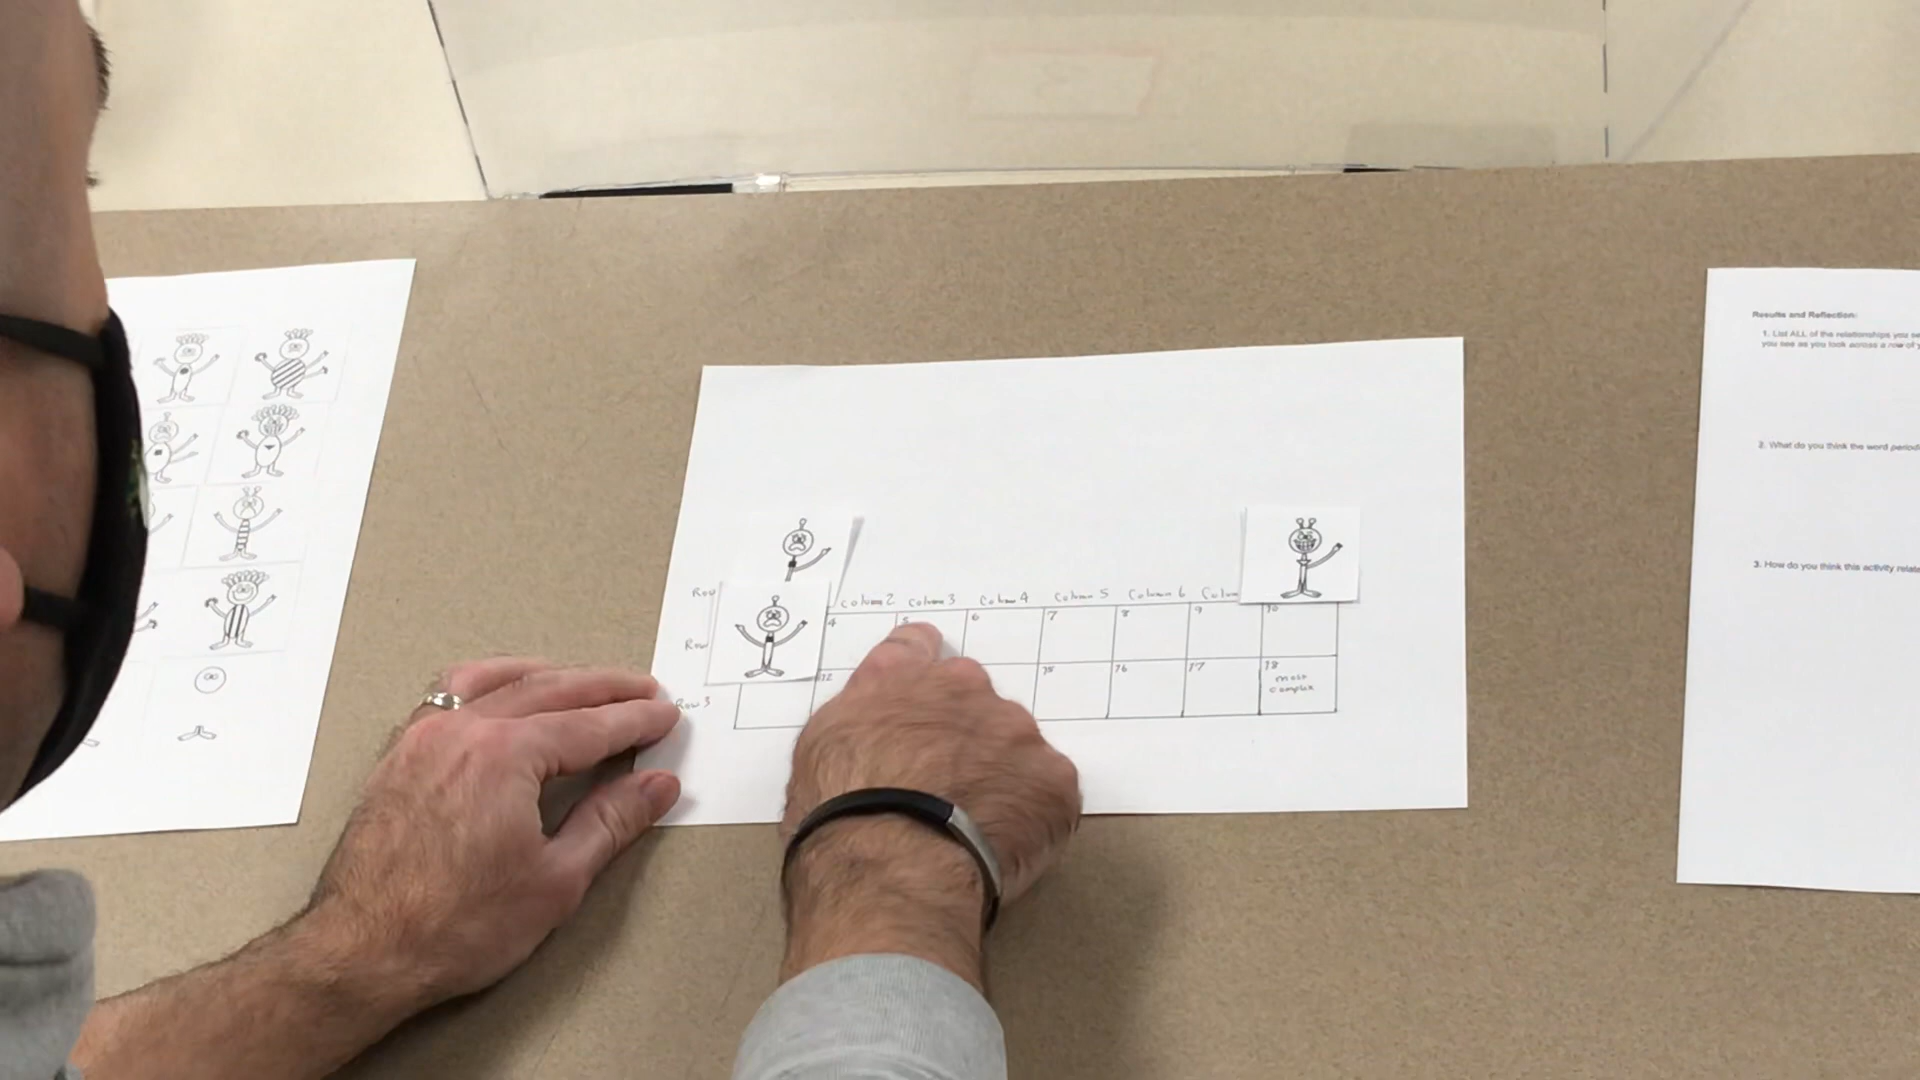 Row
column 2
column 3
column 4
column 5
column 6
Colum
Row
4
5
6
7
8
9
10
Row 3
12
15
16
17
18
most
complex
Results and Reflection:
1. List ALL of the relationships you se
you see as you look across a row of y
2. What do you think the word period
3. How do you think this activity relate